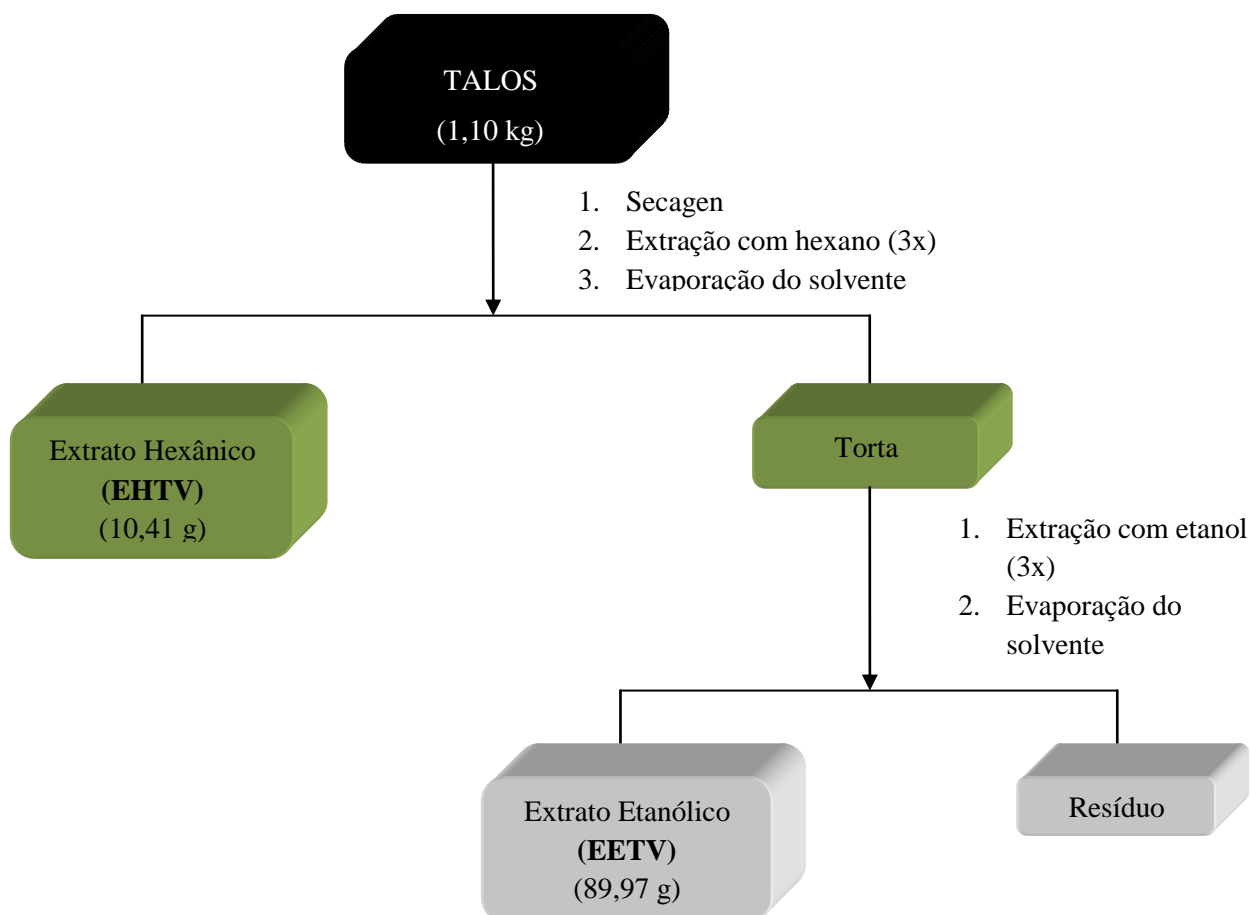 TALOS
(1,10 kg)
1. Secagen
2. Extração com hexano (3x)
3. Evaporação do solvente
Extrato Hexânico
(EHTV)
(10,41 g)
Torta
1. Extração com etanol
(3x)
2. Evaporação do
solvente
Extrato Etanólico
(EETV)
(89,97 g)
Resíduo